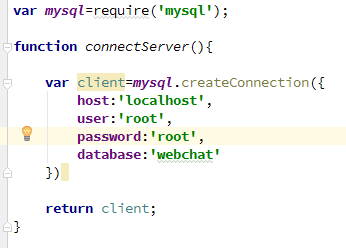 var mysql=require('mysql');
function connectServer(){
var client=mysql.createConnection({
host:'localhost',
user:'root',
password:'root',
database:'webchat'
})
return client;
}